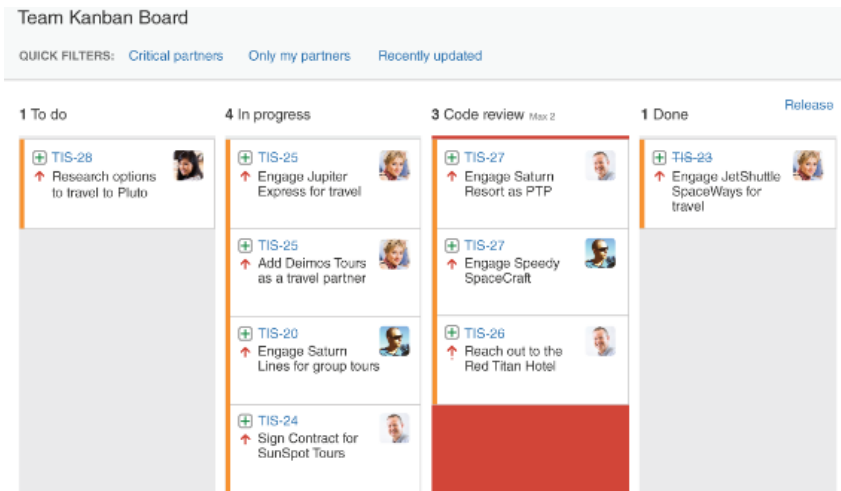 Team Kanban Board
QUICK FILTERS: Critical partners Only my partners Recently updated
Release
1 To do
4 In progress
3 Code review Max 2
1 Done
TIS-28
Research options
to travel to Pluto
TIS-25
Engage Jupiter
Express for travel
TIS-25
Add Deimos Tours
as a travel partner
TIS-20
Engage Saturn
Lines for group tours
TIS-24
Sign Contract for
SunSpot Tours
TIS-27
Engage Saturn
Resort as PTP
TIS-27
Engage Speedy
SpaceCraft
TIS-26
Reach out to the
Red Titan Hotel
TIS-23
Engage JetShuttle
SpaceWays for
travel